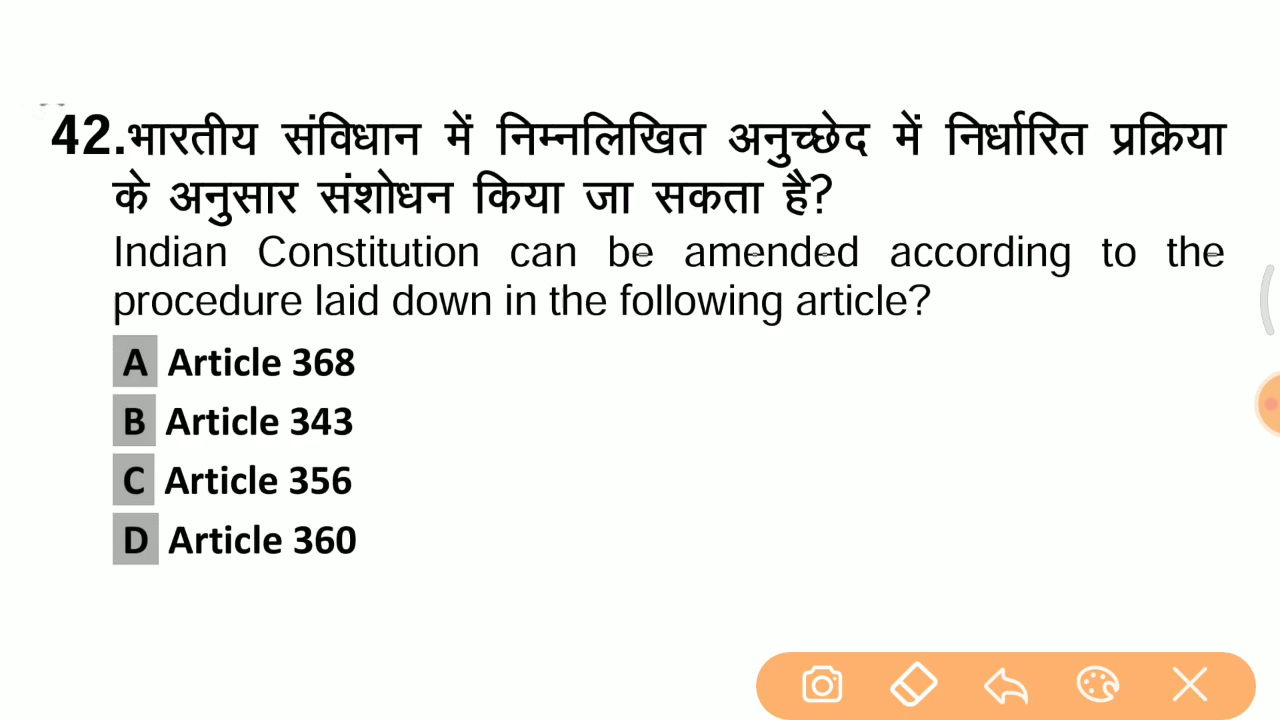 42.भारतीय संविधान में निम्नलिखित अनुच्छेद में निर्धारित प्रक्रिया
के अनुसार संशोधन किया जा सकता है?
Indian Constitution can be amended according to the
procedure laid down in the following article?
A Article 368
B Article 343
C Article 356
D Article 360